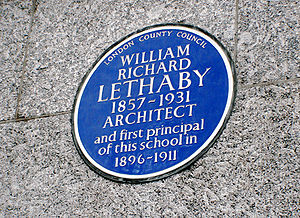 LONDON COUNTY COUNCIL
WILLIAM
RICHARD
LETHABY
1857-1931
ARCHITECT
and first principal
of this school in
1896-1911